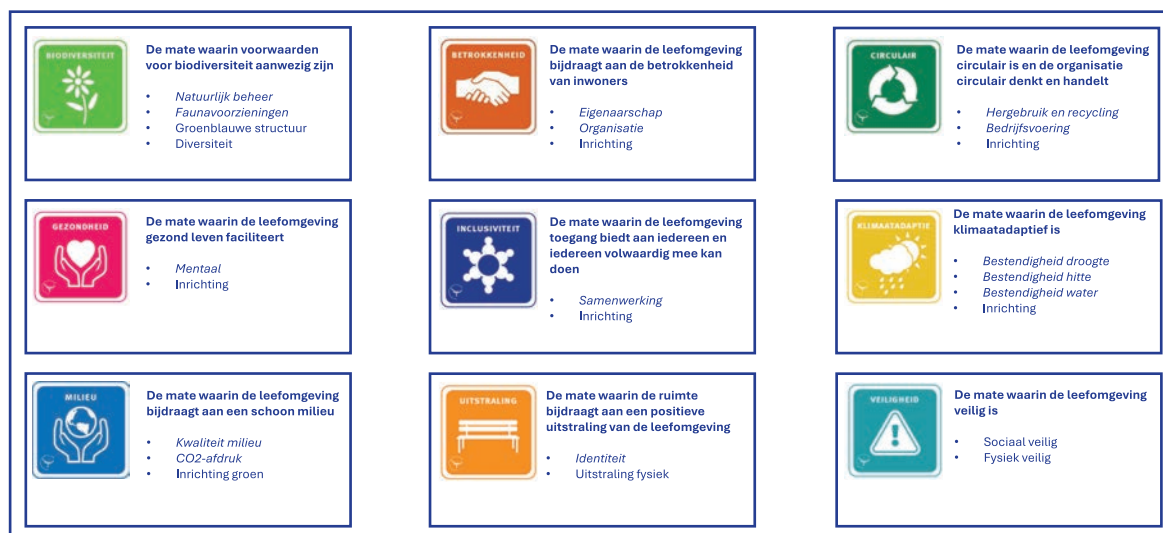 BIODIVERSITEIT
De mate waarin voorwaarden
voor biodiversiteit aanwezig zijn
• Natuurlijk beheer
• Faunavoorzieningen
• Groenblauwe structuur
• Diversiteit
BETROKKENHEID
De mate waarin de leefomgeving
bijdraagt aan de betrokkenheid
van inwoners
• Eigenaarschap
• Organisatie
• Inrichting
CIRCULAIR
De mate waarin de leefomgeving
circulair is en de organisatie
circulair denkt en handelt
• Hergebruik en recycling
• Bedrijfsvoering
• Inrichting
GEZONDHEID
De mate waarin de leefomgeving
gezond leven faciliteert
• Mentaal
• Inrichting
INCLUSIVITEIT
De mate waarin de leefomgeving
toegang biedt aan iedereen en
iedereen volwaardig mee kan
doen
• Samenwerking
• Inrichting
KLIMAATADAPTIE
De mate waarin de leefomgeving
klimaatadaptief is
• Bestendigheid droogte
• Bestendigheid hitte
• Bestendigheid water
• Inrichting
MILIEU
De mate waarin de leefomgeving
bijdraagt aan een schoon milieu
• Kwaliteit milieu
• CO2-afdruk
• Inrichting groen
UITSTRALING
De mate waarin de ruimte
bijdraagt aan een positieve
uitstraling van de leefomgeving
• Identiteit
• Uitstraling fysiek
VEILIGHEID
De mate waarin de leefomgeving
veilig is
• Sociaal veilig
• Fysiek veilig